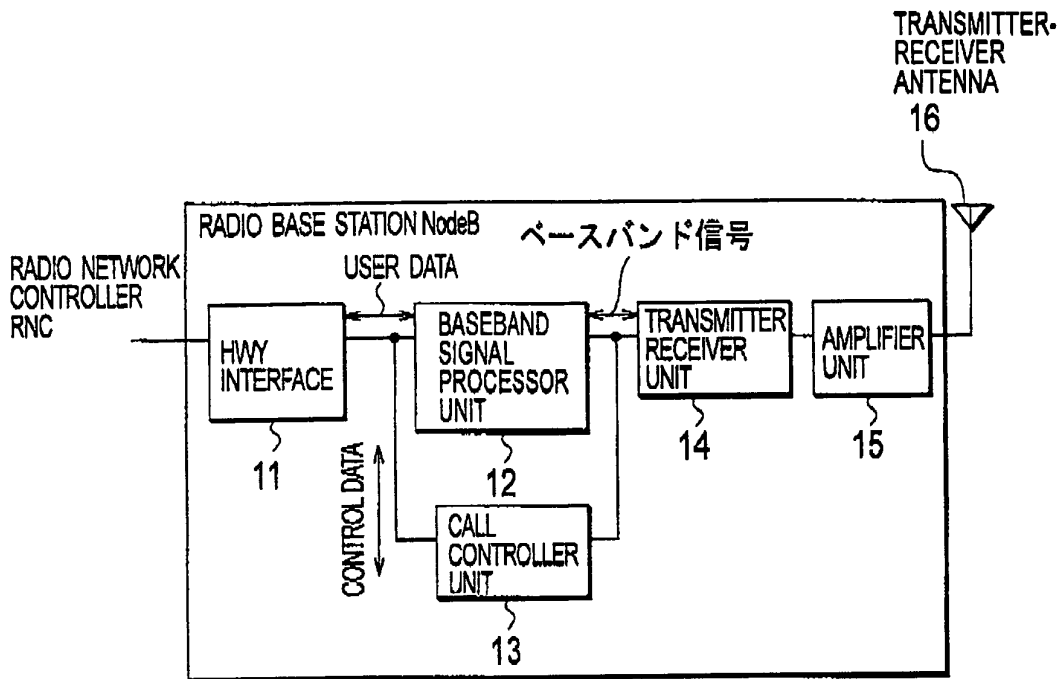 TRANSMITTER-
RECEIVER
ANTENNA
16
RADIO BASE STATION NodeB
ベースバンド信号
RADIO NETWORK
CONTROLLER
RNC
USER DATA
HWY
INTERFACE
11
BASEBAND
SIGNAL
PROCESSOR
UNIT
12
TRANSMITTER
RECEIVER
UNIT
14
AMPLIFIER
UNIT
15
CONTROL DATA
CALL
CONTROLLER
UNIT
13